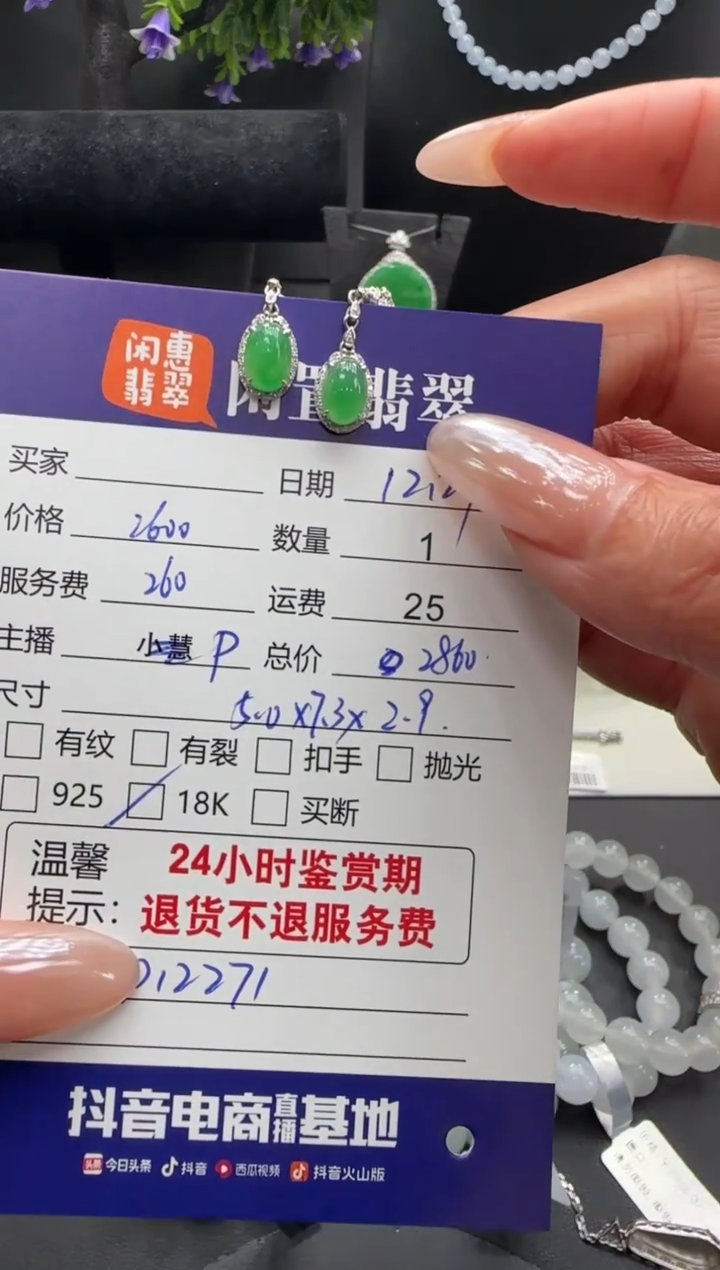 闲惠
翡翠
闲置翡翠
买家 日期
价格 2600 数量 1
服务费 260 运费 25
主播 小慧 P 总价 2860
尺寸 5.0x7.3x2.9
有纹 有裂 扣手 抛光
925 18K 买断
温馨 24小时鉴赏期
提示: 退货不退服务费
212271
抖音电商直播基地
头条 今日头条 抖音 西瓜视频 抖音火山版